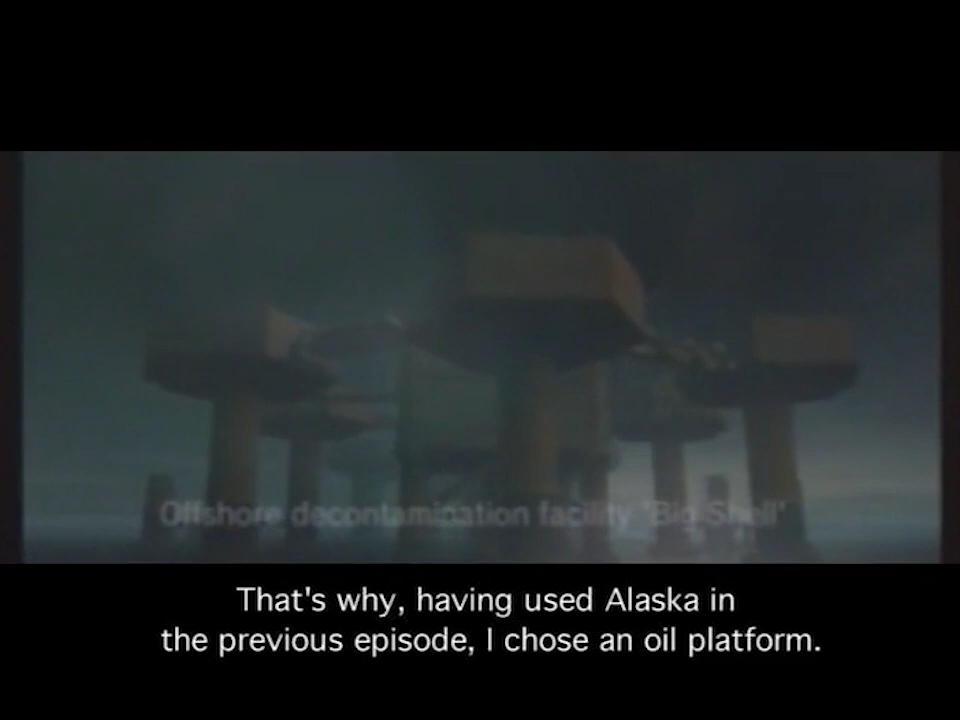 Offshore decontamination facility 'Big Shell'
That's why, having used Alaska in
the previous episode, I chose an oil platform.